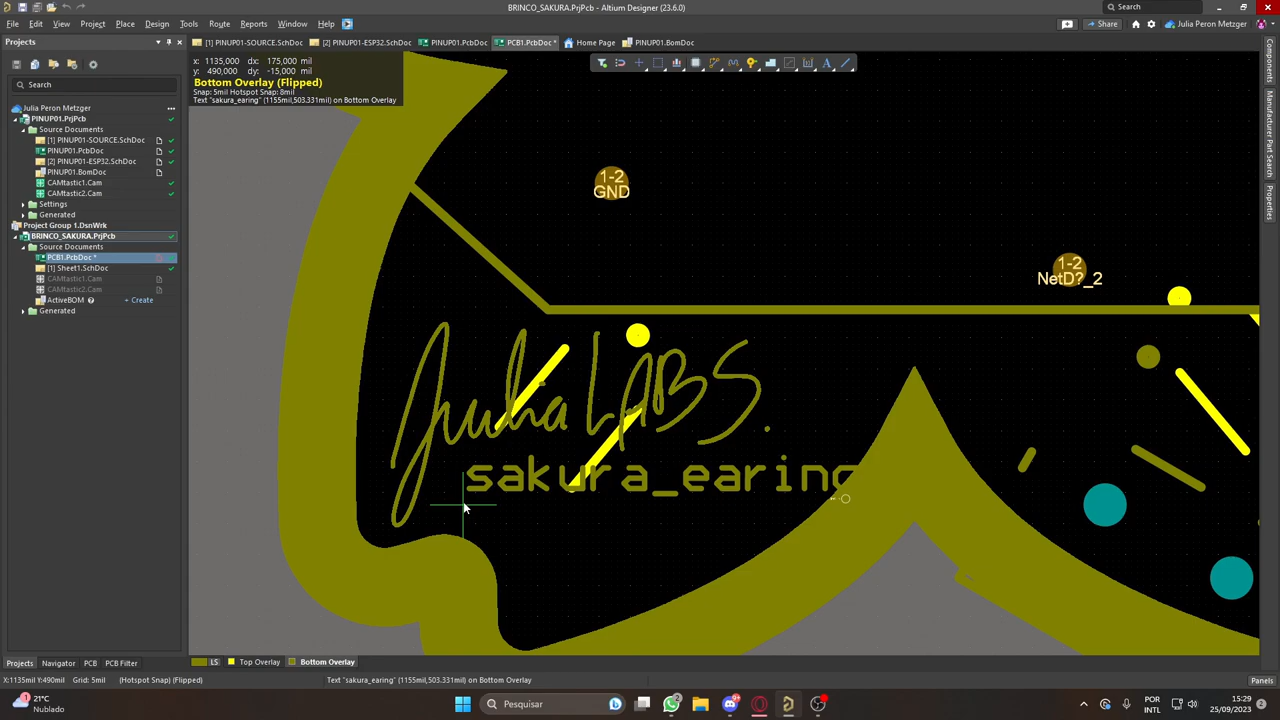 BRINCO_SAKURA.PrjPcb - Altium Designer (23.6.0)
Search
File Edit View Project Place Design Tools Route Reports Window Help
Share
Julia Peron Metzger
Projects
[1] PINUP01-SOURCE.SchDoc
[2] PINUP01-ESP32.SchDoc
PINUP01.PcbDoc
PCB1.PcbDoc *
Home Page
PINUP01.BomDoc
x: 1135,000 dx: 175,000 mil
y: 490,000 dy: -15,000 mil
Bottom Overlay (Flipped)
Snap: 5mil Hotspot Snap: 8mil
Text "sakura_earing" (1155mil,503.331mil) on Bottom Overlay
Search
Julia Peron Metzger
PINUP01.PrjPcb
Source Documents
[1] PINUP01-SOURCE.SchDoc
PINUP01.PcbDoc
[2] PINUP01-ESP32.SchDoc
PINUP01.BomDoc
CAMtastic1.Cam
CAMtastic2.Cam
Settings
Generated
Project Group 1.DsnWrk
BRINCO_SAKURA.PrjPcb
Source Documents
PCB1.PcbDoc *
[1] Sheet1.SchDoc
CAMtastic1.Cam
CAMtastic2.Cam
ActiveBOM
+ Create
Generated
1-2
GND
1-2
NetD?_2
Julia LABS.
sakura_earing
Components
Manufacturer Part Search
Properties
Projects Navigator PCB PCB Filter
LS Top Overlay Bottom Overlay
X:1135mil Y:490mil Grid: 5mil (Hotspot Snap) (Flipped)
Text "sakura_earing" (1155mil,503.331mil) on Bottom Overlay
Panels
1
21°C
Nublado
Pesquisar
2
9+
POR
INTL
15:29
25/09/2023